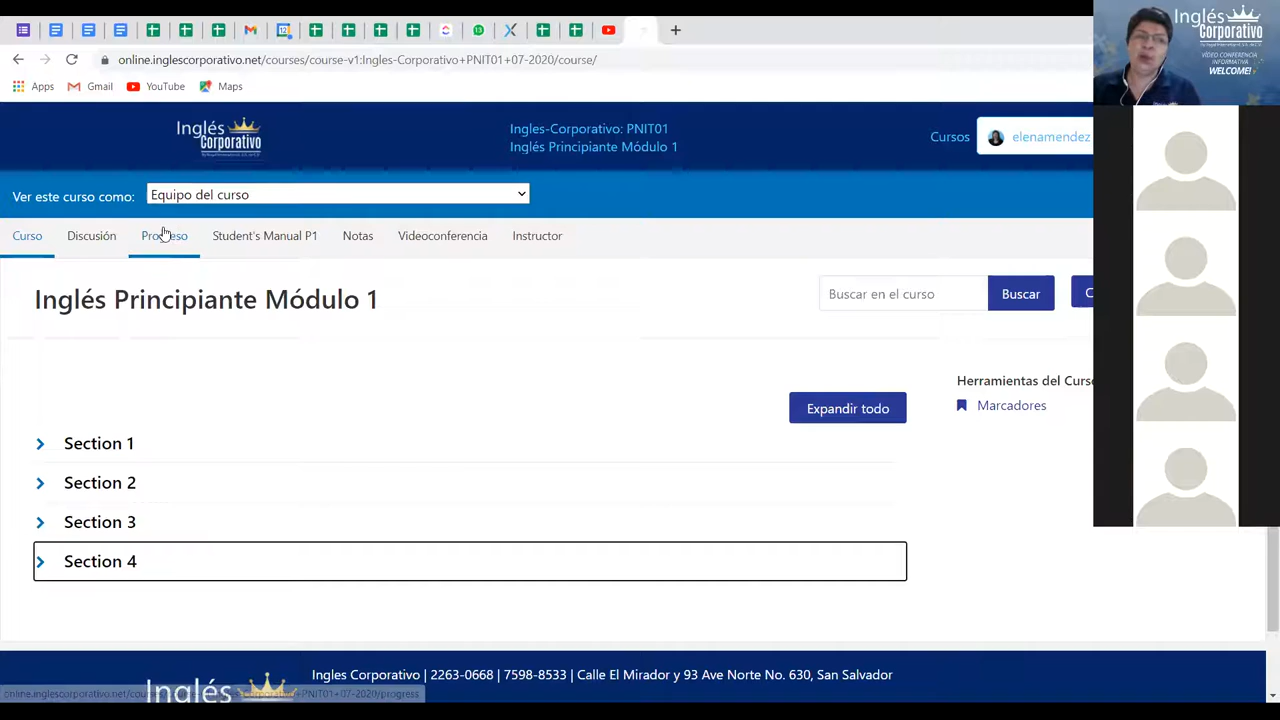 online.inglescorporativo.net/courses/course-v1:Ingles-Corporativo+PNIT01+07-2020/course/
Apps
Gmail
YouTube
Maps
Inglés
Corporativo
VÍDEO CONFERENCIA
INFORMATIVA
WELCOME!
Inglés
Corporativo
Ingles-Corporativo: PNIT01
Inglés Principiante Módulo 1
Cursos
elenamendez
Ver este curso como:
Equipo del curso
Curso
Discusión
Progreso
Student's Manual P1
Notas
Videoconferencia
Instructor
Inglés Principiante Módulo 1
Buscar en el curso
Buscar
Expandir todo
Herramientas del Curs
Marcadores
Section 1
Section 2
Section 3
Section 4
Inglés
Ingles Corporativo | 2263-0668 | 7598-8533 | Calle El Mirador y 93 Ave Norte No. 630, San Salvador